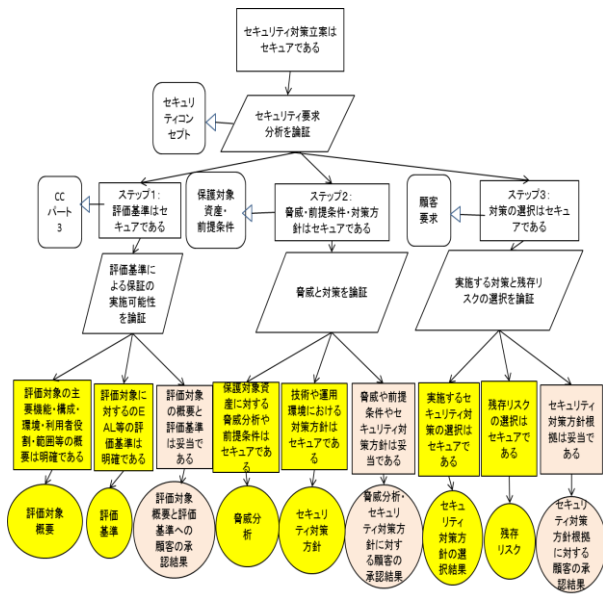 セキュリティ対策立案は
セキュアである
セキュリ
ティコン
セプト
セキュリティ要求
分析を論証
CC
パート
3
ステップ1:
評価基準はセ
キュアである
保護対象
資産・
前提条件
ステップ2:
脅威・前提条件・対策方
針はセキュアである
顧客
要求
ステップ3:
対策の選択はセキュ
アである
評価基準によ
る保証の
実施可能性
を論証
脅威と対策を論証
実施する対策と残存リ
スクの選択を論証
評価対象の主
要機能・構成・
環境・利用者役
割・範囲等の概
要は明確である
評価対象に
対するのE
AL等の評
価基準は
明確である
評価対象
の概要と
評価基準
は妥当で
ある
保護対象資
産に対する
脅威分析や
前提条件は
セキュアであ
る
技術や運用
環境における
対策方針は
セキュアであ
る
脅威や前提
条件やセキュ
リティ対策方
針は妥当で
ある
実施するセ
キュリティ対
策の選択は
セキュアであ
る
残存リスク
の選択は
セキュアで
ある
セキュリティ
対策方針根
拠は妥当で
ある
評価対象
概要
評価
基準
評価対象
概要と評価
基準への
顧客の承
認結果
脅威分
析
セキュリ
ティ対策
方針
脅威分析・セ
キュリティ対
策方針に対す
る顧客の承
認結果
セキュリ
ティ対策
方針の選
択結果
残存
リスク
セキュリティ対策
方針根拠
に対する
顧客の承
認結果